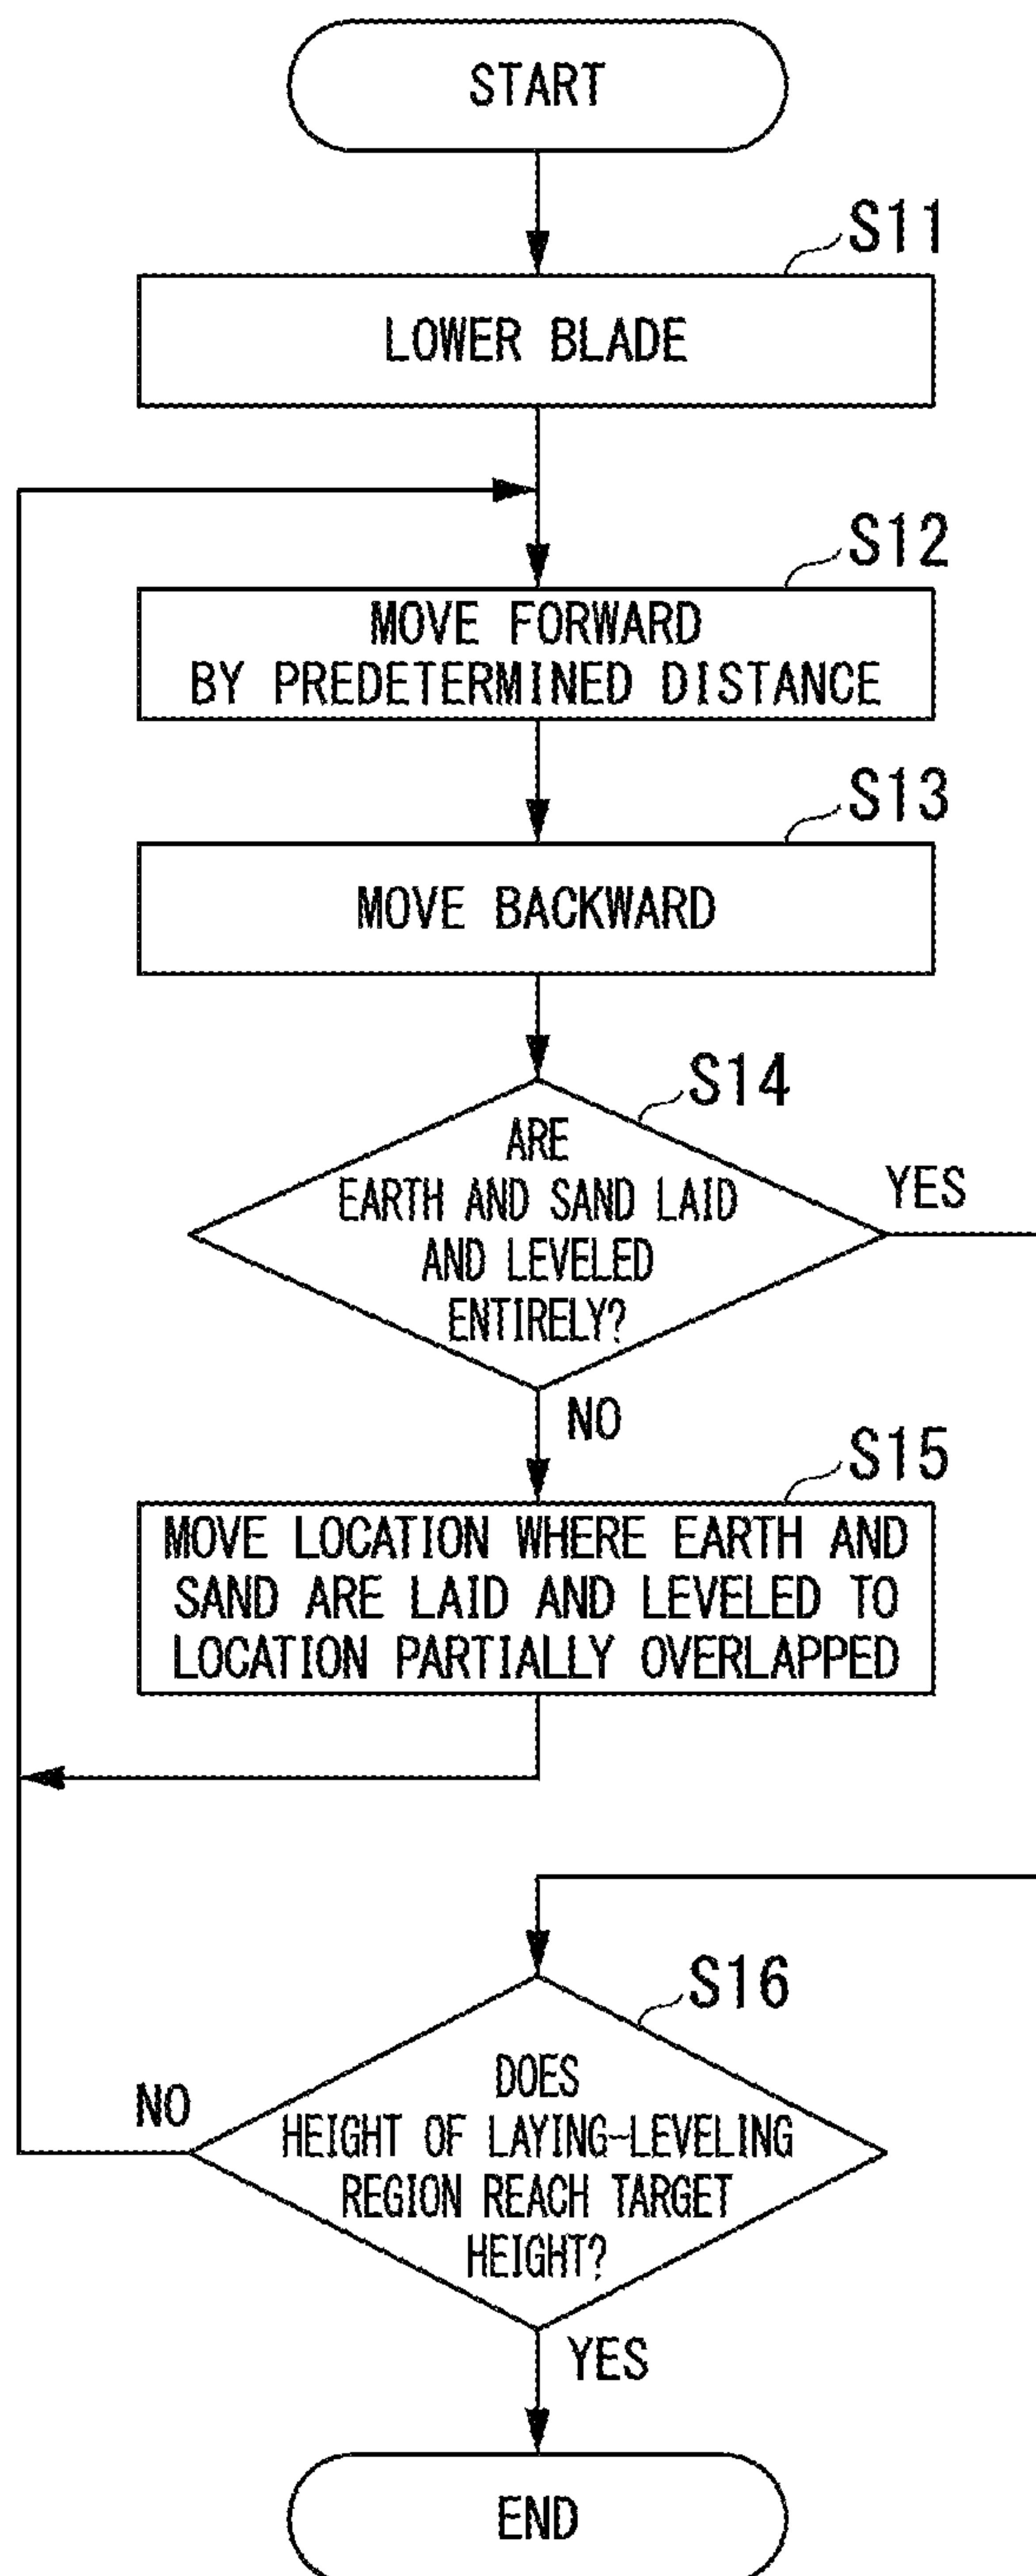 START
S11
LOWER BLADE
S12
MOVE FORWARD
BY PREDETERMINED DISTANCE
S13
MOVE BACKWARD
S14
ARE
EARTH AND SAND LAID
AND LEVELED
ENTIRELY?
YES
NO
S15
MOVE LOCATION WHERE EARTH AND
SAND ARE LAID AND LEVELED TO
LOCATION PARTIALLY OVERLAPPED
S16
DOES
HEIGHT OF LAYING-LEVELING
REGION REACH TARGET
HEIGHT?
NO
YES
END